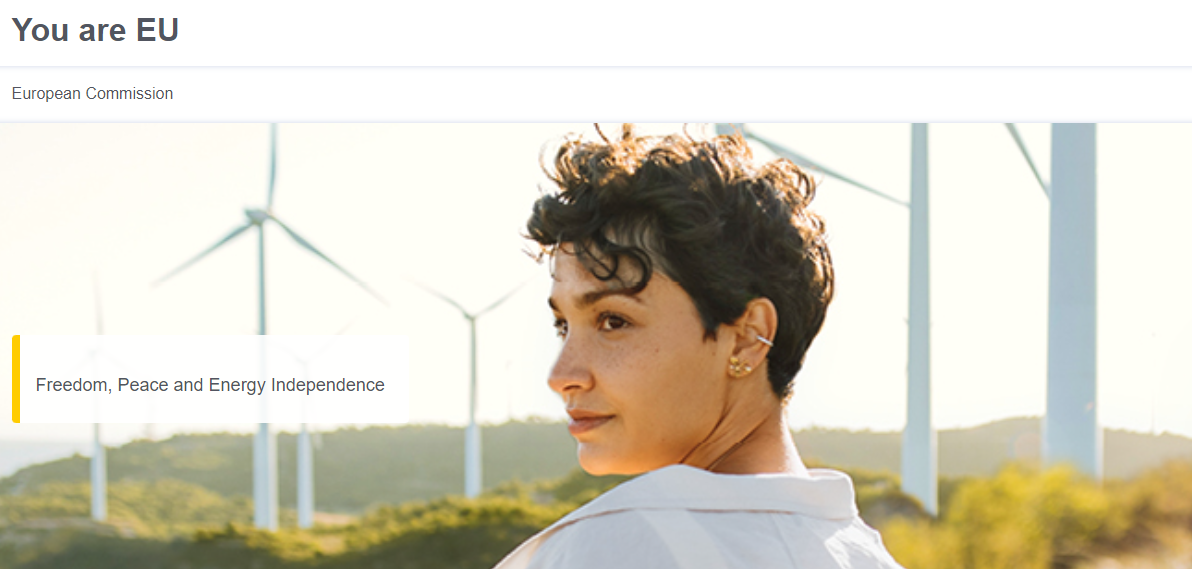 You are EU
European Commission
Freedom, Peace and Energy Independence